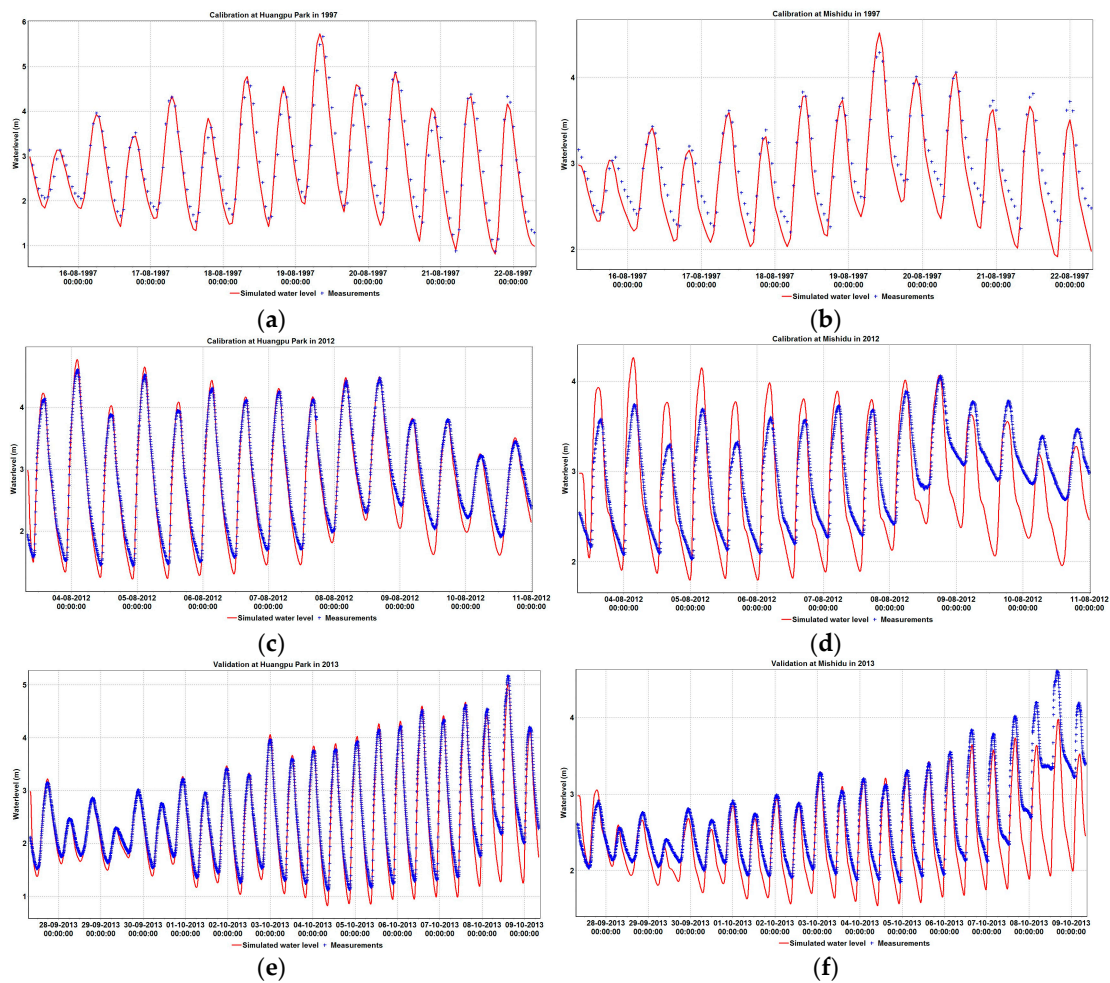 Calibration at Huangpu Park in 1997
Waterlevel (m)
6
5
4
3
2
1
16-08-1997 17-08-1997 18-08-1997 19-08-1997 20-08-1997 21-08-1997 22-08-1997
00:00:00 00:00:00 00:00:00 00:00:00 00:00:00 00:00:00 00:00:00
Simulated water level + Measurements
(a)
Calibration at Mishidu in 1997
Waterlevel (m)
4
3
2
16-08-1997 17-08-1997 18-08-1997 19-08-1997 20-08-1997 21-08-1997 22-08-1997
00:00:00 00:00:00 00:00:00 00:00:00 00:00:00 00:00:00 00:00:00
Simulated water level + Measurements
(b)
Calibration at Huangpu Park in 2012
Waterlevel (m)
4
3
2
04-08-2012 05-08-2012 06-08-2012 07-08-2012 08-08-2012 09-08-2012 10-08-2012 11-08-2012
00:00:00 00:00:00 00:00:00 00:00:00 00:00:00 00:00:00 00:00:00 00:00:00
Simulated water level + Measurements
(c)
Calibration at Mishidu in 2012
Waterlevel (m)
4
3
2
04-08-2012 05-08-2012 06-08-2012 07-08-2012 08-08-2012 09-08-2012 10-08-2012 11-08-2012
00:00:00 00:00:00 00:00:00 00:00:00 00:00:00 00:00:00 00:00:00 00:00:00
Simulated water level + Measurements
(d)
Validation at Huangpu Park in 2013
Waterlevel (m)
5
4
3
2
1
28-09-2013 29-09-2013 30-09-2013 01-10-2013 02-10-2013 03-10-2013 04-10-2013 05-10-2013 06-10-2013 07-10-2013 08-10-2013 09-10-2013
00:00:00 00:00:00 00:00:00 00:00:00 00:00:00 00:00:00 00:00:00 00:00:00 00:00:00 00:00:00 00:00:00 00:00:00
Simulated water level + Measurements
(e)
Validation at Mishidu in 2013
Waterlevel (m)
4
3
2
28-09-2013 29-09-2013 30-09-2013 01-10-2013 02-10-2013 03-10-2013 04-10-2013 05-10-2013 06-10-2013 07-10-2013 08-10-2013 09-10-2013
00:00:00 00:00:00 00:00:00 00:00:00 00:00:00 00:00:00 00:00:00 00:00:00 00:00:00 00:00:00 00:00:00 00:00:00
Simulated water level + Measurements
(f)